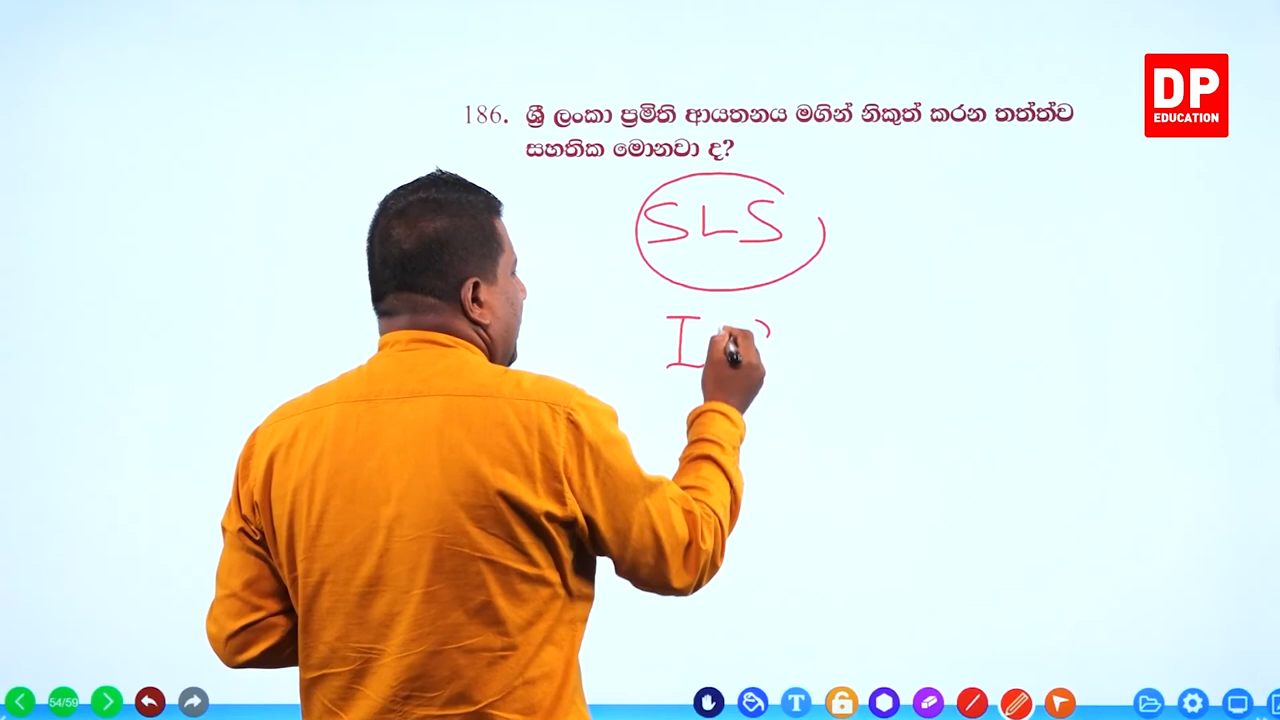 DP
EDUCATION
186. ශ්‍රී ලංකා ප්‍රමිති ආයතනය මගින් නිකුත් කරන තත්ත්ව
සහතික මොනවා ද?
SLS
I
54/59
T